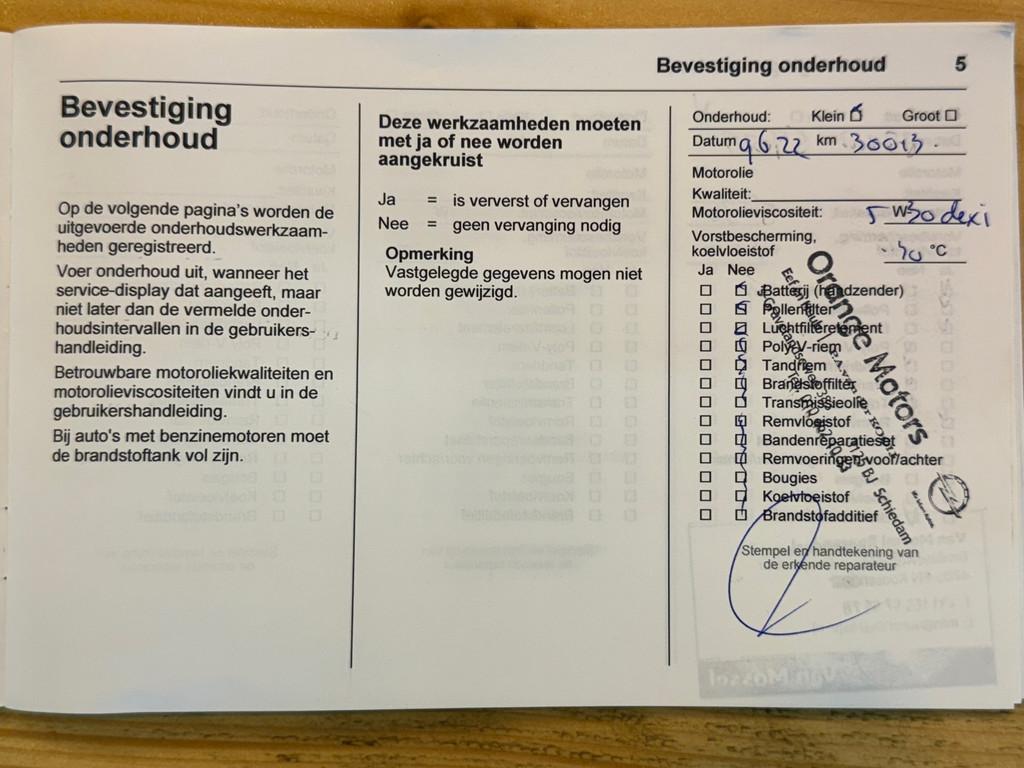 Bevestiging onderhoud 5
Bevestiging
onderhoud
Op de volgende pagina's worden de
uitgevoerde onderhoudswerkzaam-
heden geregistreerd.
Voer onderhoud uit, wanneer het
service-display dat aangeeft, maar
niet later dan de vermelde onder-
houdsintervallen in de gebruikers-
handleiding.
Betrouwbare motoroliekwaliteiten en
motorolieviscositeiten vindt u in de
gebruikershandleiding.
Bij auto's met benzinemotoren moet
de brandstoftank vol zijn.
Deze werkzaamheden moeten
met ja of nee worden
aangekruist
Ja = is ververst of vervangen
Nee = geen vervanging nodig
Opmerking
Vastgelegde gegevens mogen niet
worden gewijzigd.
Onderhoud: Klein Groot
Datum 9 6.22 km 30013.
Motorolie
Kwaliteit:
Motorolieviscositeit: 5 W30 dexi
Vorstbescherming,
koelvloeistof °C
Ja Nee
Batterij (handzender)
Pollenfilter
Luchtfilterelement
Poly-V-riem
Tandriem
Brandstoffilter
Transmissieolie
Remvloeistof
Bandenreparatieset
Remvoeringen voor/achter
Bougies
Koelvloeistof
Brandstofadditief
Orange Motors
BJ Schiedam
Stempel en handtekening van
de erkende reparateur